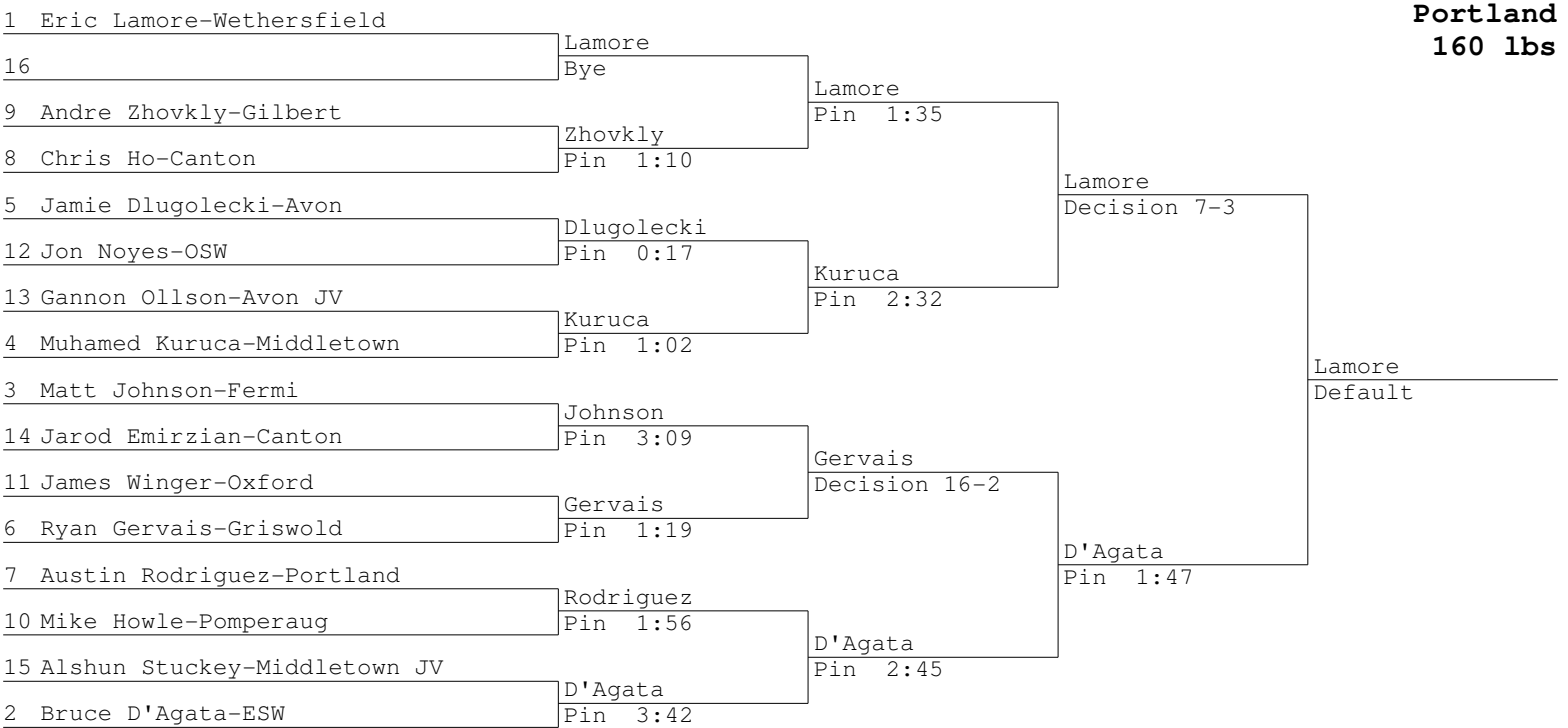 Portland
160 lbs
1 Eric Lamore-Wethersfield
16
9 Andre Zhovkly-Gilbert
8 Chris Ho-Canton
5 Jamie Dlugolecki-Avon
12 Jon Noyes-OSW
13 Gannon Ollson-Avon JV
4 Muhamed Kuruca-Middletown
3 Matt Johnson-Fermi
14 Jarod Emirzian-Canton
11 James Winger-Oxford
6 Ryan Gervais-Griswold
7 Austin Rodriguez-Portland
10 Mike Howle-Pomperaug
15 Alshun Stuckey-Middletown JV
2 Bruce D'Agata-ESW
Lamore
Bye
Zhovkly
Pin 1:10
Dlugolecki
Pin 0:17
Kuruca
Pin 1:02
Johnson
Pin 3:09
Gervais
Pin 1:19
Rodriguez
Pin 1:56
D'Agata
Pin 3:42
Lamore
Pin 1:35
Kuruca
Pin 2:32
Gervais
Decision 16-2
D'Agata
Pin 2:45
Lamore
Decision 7-3
D'Agata
Pin 1:47
Lamore
Default